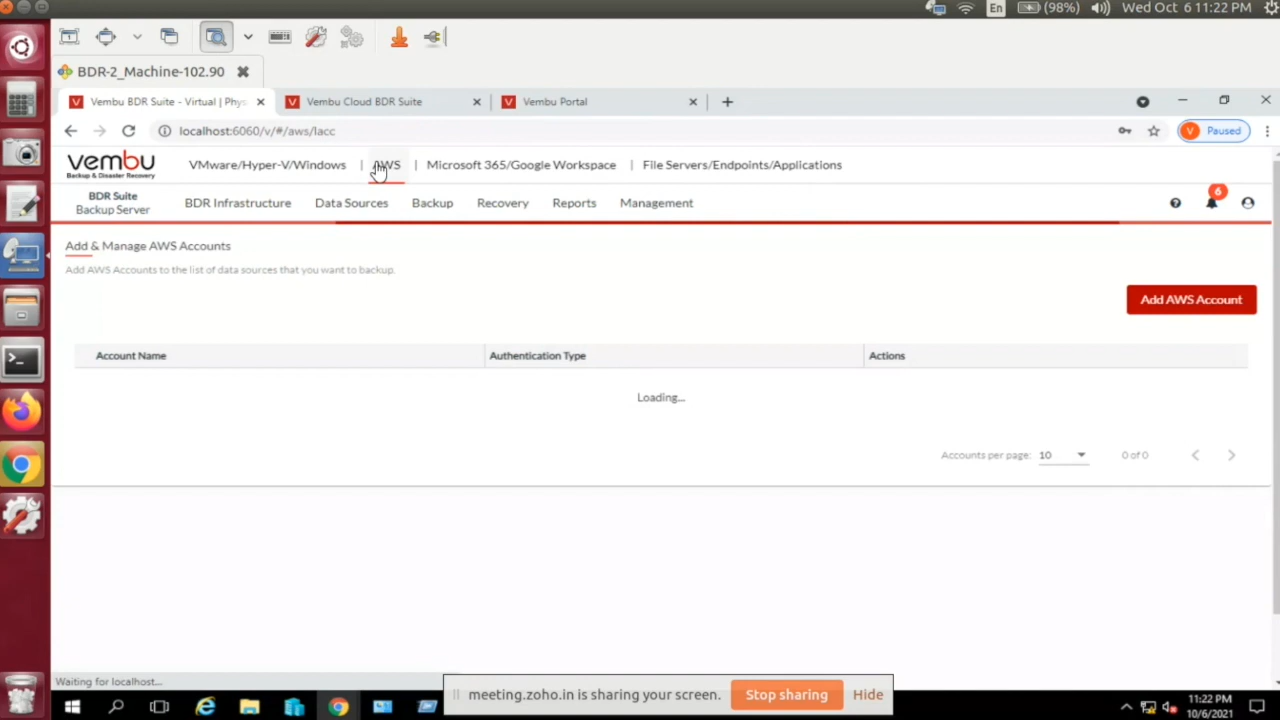 En (98%) Wed Oct 6 11:22 PM
BDR-2_Machine-102.90
Vembu BDR Suite - Virtual | Phys
Vembu Cloud BDR Suite
Vembu Portal
localhost:6060/v/#/aws/lacc
V Paused
vembu
Backup & Disaster Recovery
VMware/Hyper-V/Windows | AWS | Microsoft 365/Google Workspace | File Servers/Endpoints/Applications
BDR Suite
Backup Server
BDR Infrastructure Data Sources Backup Recovery Reports Management
6
Add & Manage AWS Accounts
Add AWS Accounts to the list of data sources that you want to backup.
Add AWS Account
Account Name Authentication Type Actions
Loading...
Accounts per page: 10 0 of 0
Waiting for localhost...
meeting.zoho.in is sharing your screen. Stop sharing Hide
11:22 PM
10/6/2021